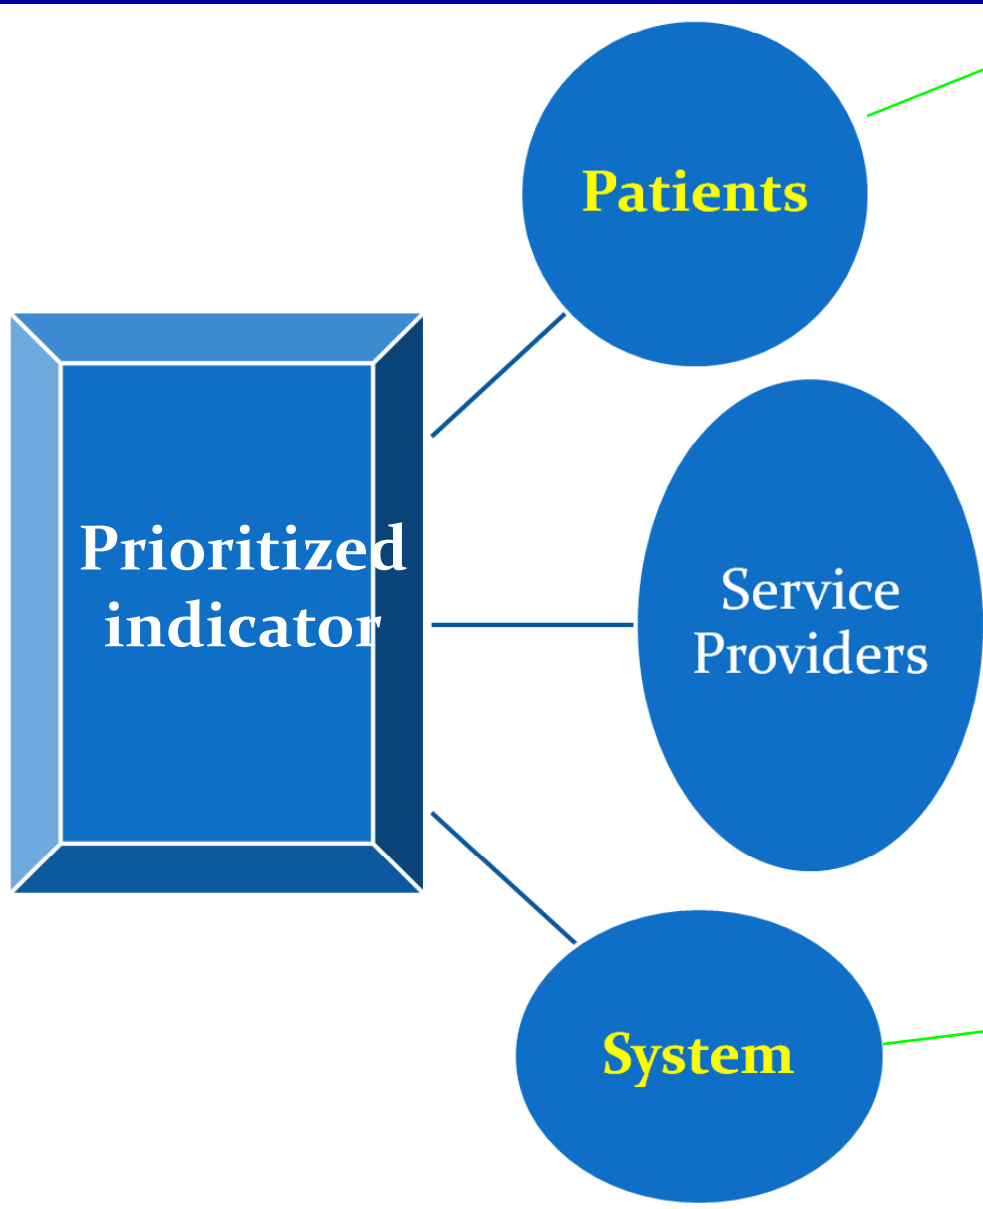 Patients
Prioritized
indicator
Service
Providers
System